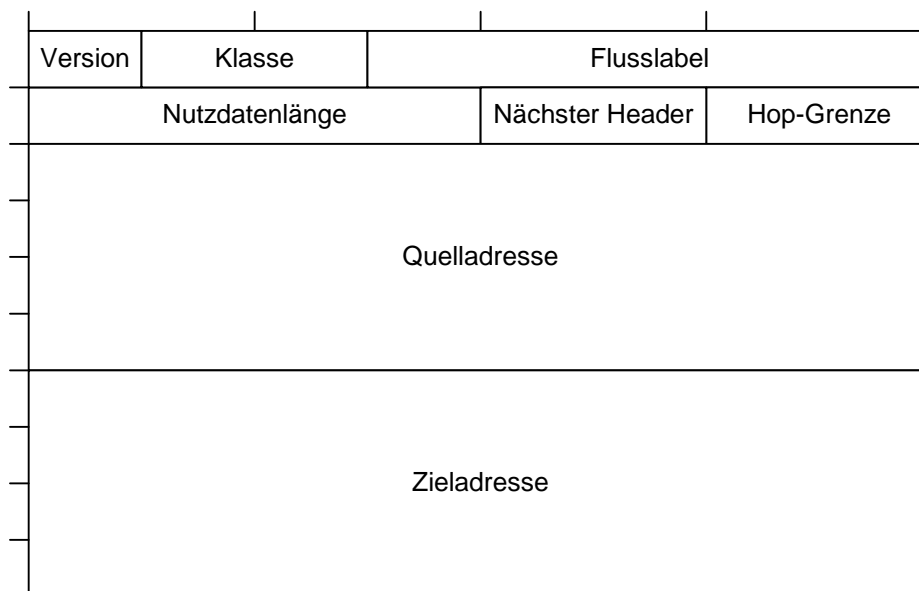 Version Klasse Flusslabel
Nutzdatenlänge Nächster Header Hop-Grenze
Quelladresse
Zieladresse